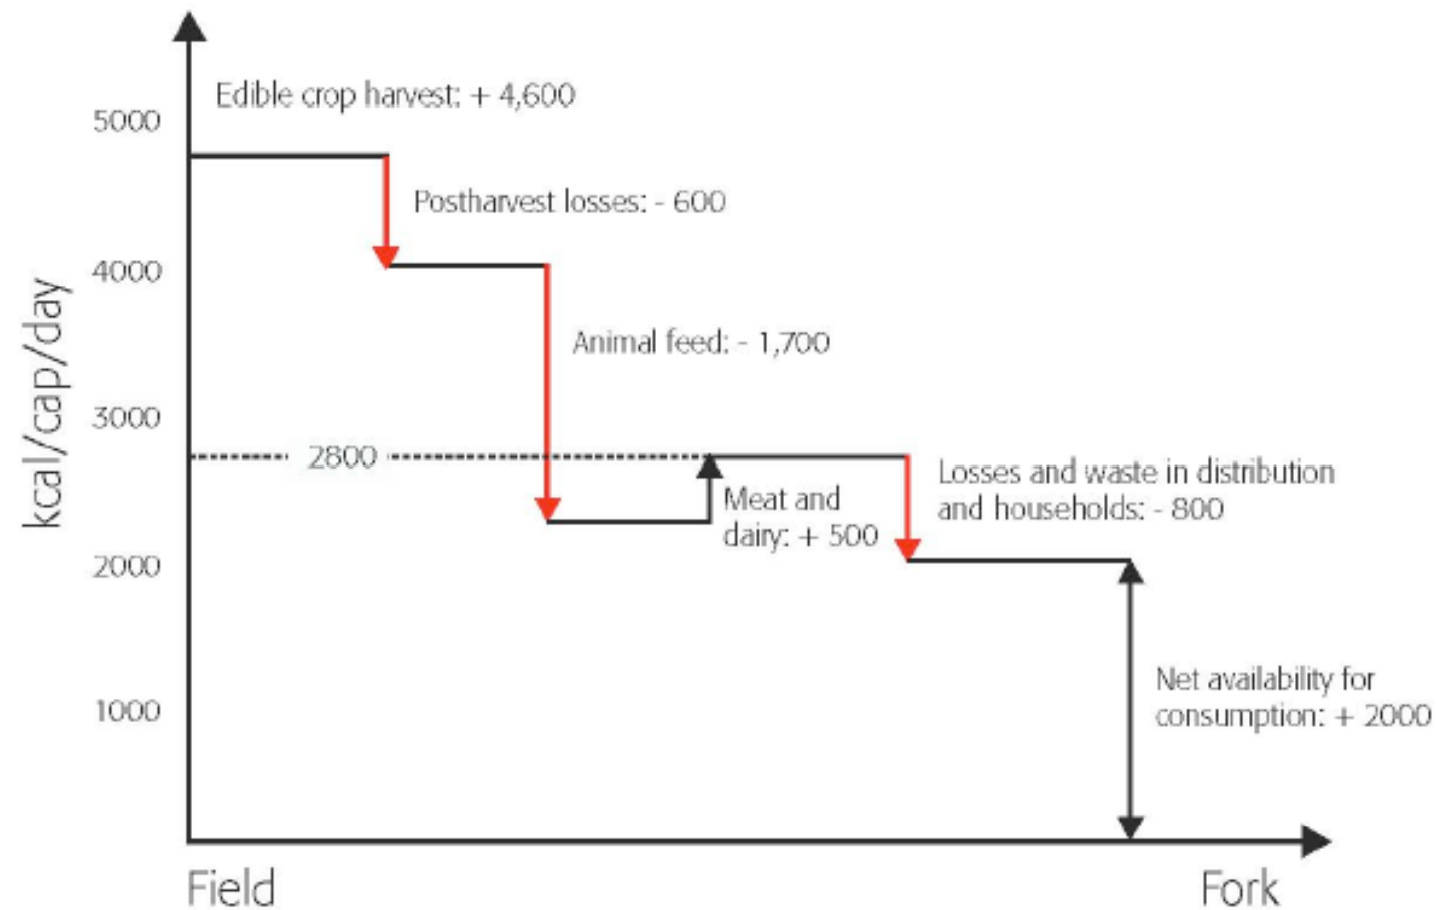 Edible crop harvest: + 4,600
5000
Postharvest losses: - 600
4000
Animal feed: - 1,700
kcal/cap/day
3000
2800
Losses and waste in distribution
and households: - 800
Meat and
dairy: + 500
2000
Net availability for
consumption: + 2000
1000
Field
Fork